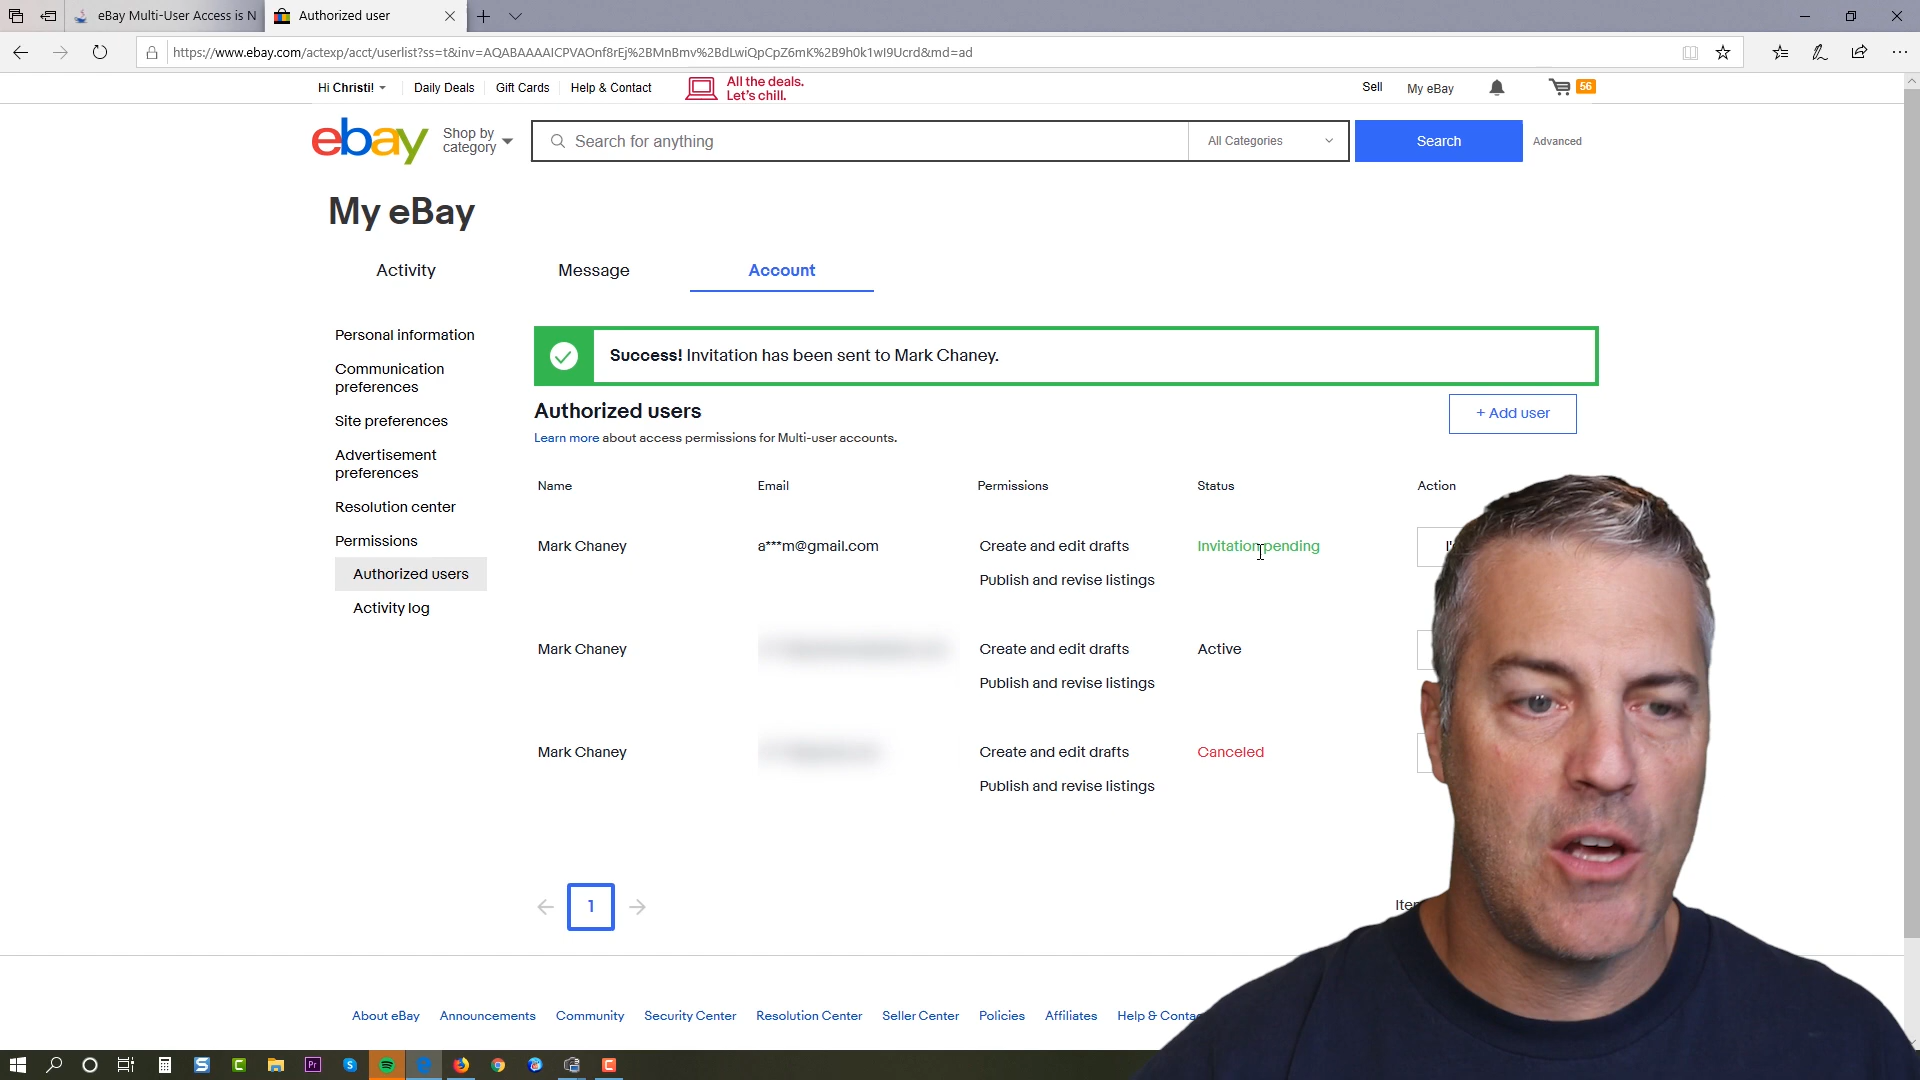 eBay Multi-User Access is N
Authorized user
https://www.ebay.com/actexp/acct/userlist?ss=t&inv=AQABAAAAICPVAOnf8rEj%2BMnBmv%2BdLwiQpCpZ6mK%2B9h0k1wI9Ucrd&md=ad
Hi Christi!
Daily Deals
Gift Cards
Help & Contact
All the deals.
Let's chill.
Sell
My eBay
56
ebay
Shop by
category
Search for anything
All Categories
Search
Advanced
My eBay
Activity
Message
Account
Personal information
Communication
preferences
Site preferences
Advertisement
preferences
Resolution center
Permissions
Authorized users
Activity log
Success! Invitation has been sent to Mark Chaney.
Authorized users
+ Add user
Learn more about access permissions for Multi-user accounts.
Name Email Permissions Status Action
Mark Chaney a***m@gmail.com Create and edit drafts Invitation pending
Publish and revise listings
Mark Chaney Create and edit drafts Active
Publish and revise listings
Mark Chaney Create and edit drafts Canceled
Publish and revise listings
1
About eBay Announcements Community Security Center Resolution Center Seller Center Policies Affiliates Help &